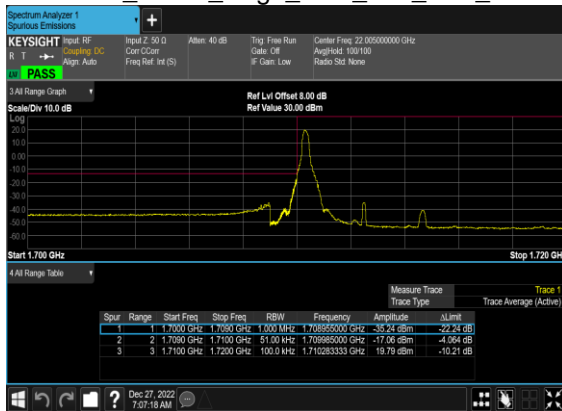 Spectrum Analyzer 1
Spurious Emissions
KEYSIGHT Input: RF Input Z: 50 Ω Atten: 40 dB Trig: Free Run Center Freq: 22.005000000 GHz
R T Coupling: DC Corr CCorr Gate: Off Avg|Hold: 100/100
Align: Auto Freq Ref: Int (S) IF Gain: Low Radio Std: None
PASS
3 All Range Graph
Ref Lvl Offset 8.00 dB
Scale/Div 10.0 dB Ref Value 30.00 dBm
Log
20.0
10.0
0.00
-10.0
-20.0
-30.0
-40.0
-50.0
-60.0
Start 1.700 GHz Stop 1.720 GH
4 All Range Table
Measure Trace Trace 1
Trace Type Trace Average (Active)
Spur Range Start Freq Stop Freq RBW Frequency Amplitude ΔLimit
1 1 1.7000 GHz 1.7090 GHz 1.000 MHz 1.708955000 GHz -35.24 dBm -22.24 dB
2 2 1.7090 GHz 1.7100 GHz 51.00 kHz 1.709985000 GHz -17.06 dBm -4.064 dB
3 3 1.7100 GHz 1.7200 GHz 100.0 kHz 1.710283333 GHz 19.79 dBm -10.21 dB
Dec 27, 2022
7:07:18 AM